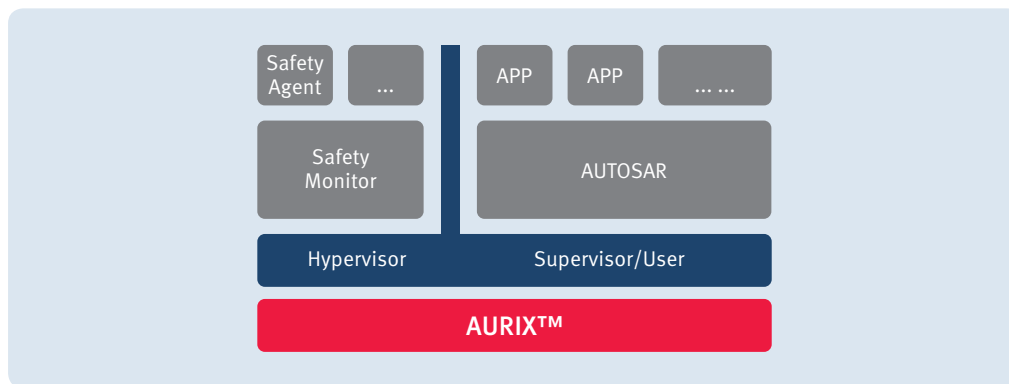 Safety
Agent
...
APP
APP
... ...
Safety
Monitor
AUTOSAR
Hypervisor
Supervisor/User
AURIX™